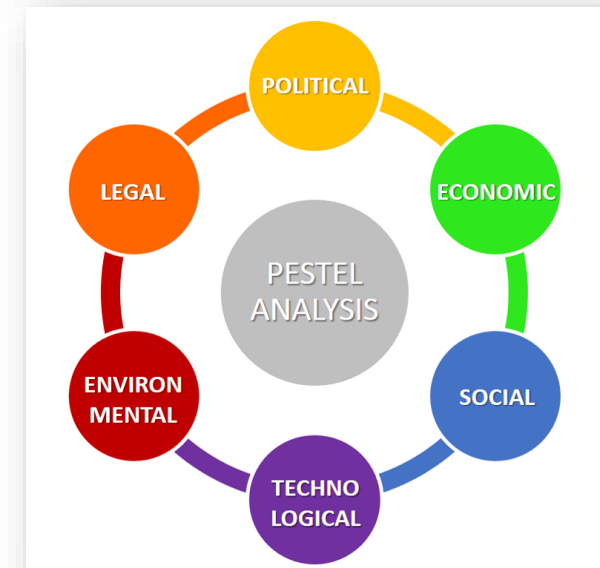 POLITICAL
ECONOMIC
SOCIAL
TECHNO
LOGICAL
ENVIRON
MENTAL
LEGAL
PESTEL
ANALYSIS